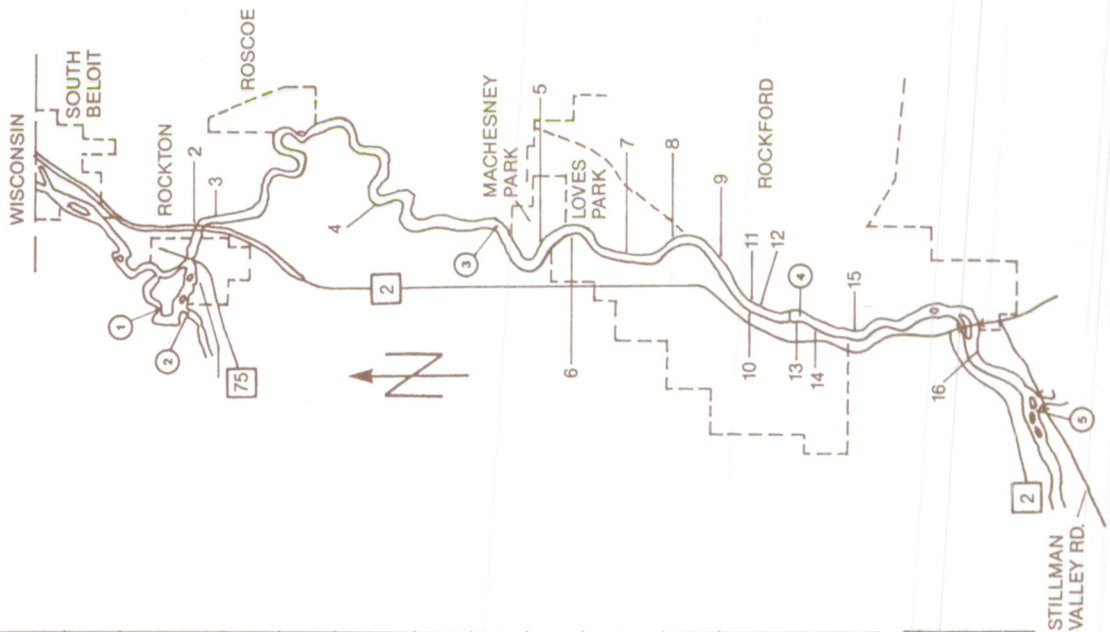 WISCONSIN
SOUTH
BELOIT
ROCKTON
2
3
ROSCOE
1
2
75
4
3
MACHESNEY
PARK
5
LOVES
PARK
6
7
8
9
ROCKFORD
2
10
11
12
13
4
14
15
16
5
2
STILLMAN
VALLEY RD.
N